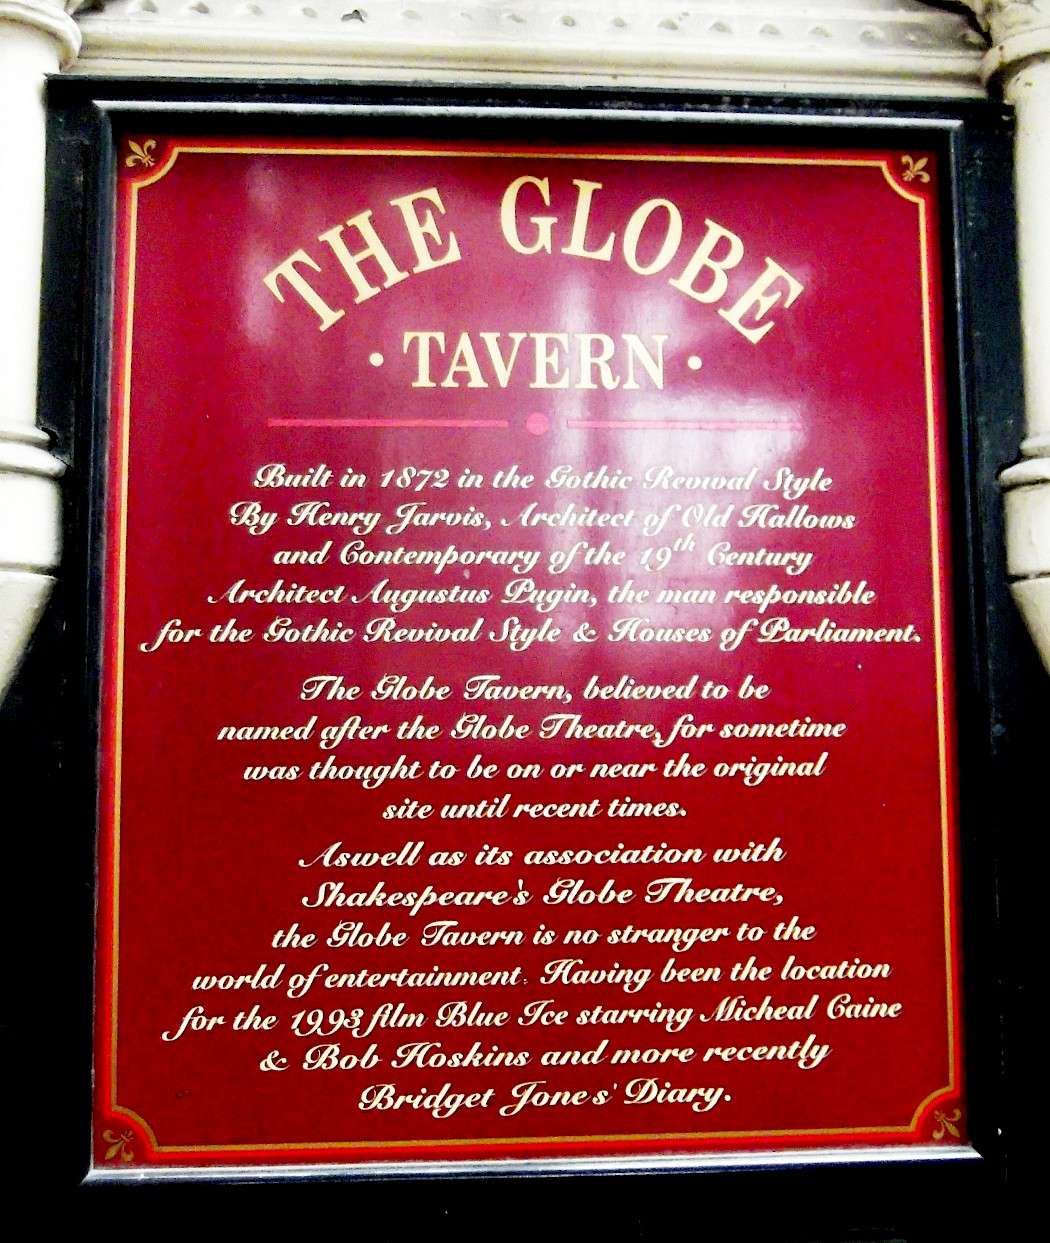 THE GLOBE
· TAVERN ·
Built in 1872 in the Gothic Revival Style
By Henry Jarvis, Architect of Old Hallows
and Contemporary of the 19th Century
Architect Augustus Pugin, the man responsible
for the Gothic Revival Style & Houses of Parliament.
The Globe Tavern, believed to be
named after the Globe Theatre, for sometime
was thought to be on or near the original
site until recent times.
Aswell as its association with
Shakespeare's Globe Theatre,
the Globe Tavern is no stranger to the
world of entertainment. Having been the location
for the 1993 film Blue Ice starring Micheal Caine
& Bob Hoskins and more recently
Bridget Jones' Diary.